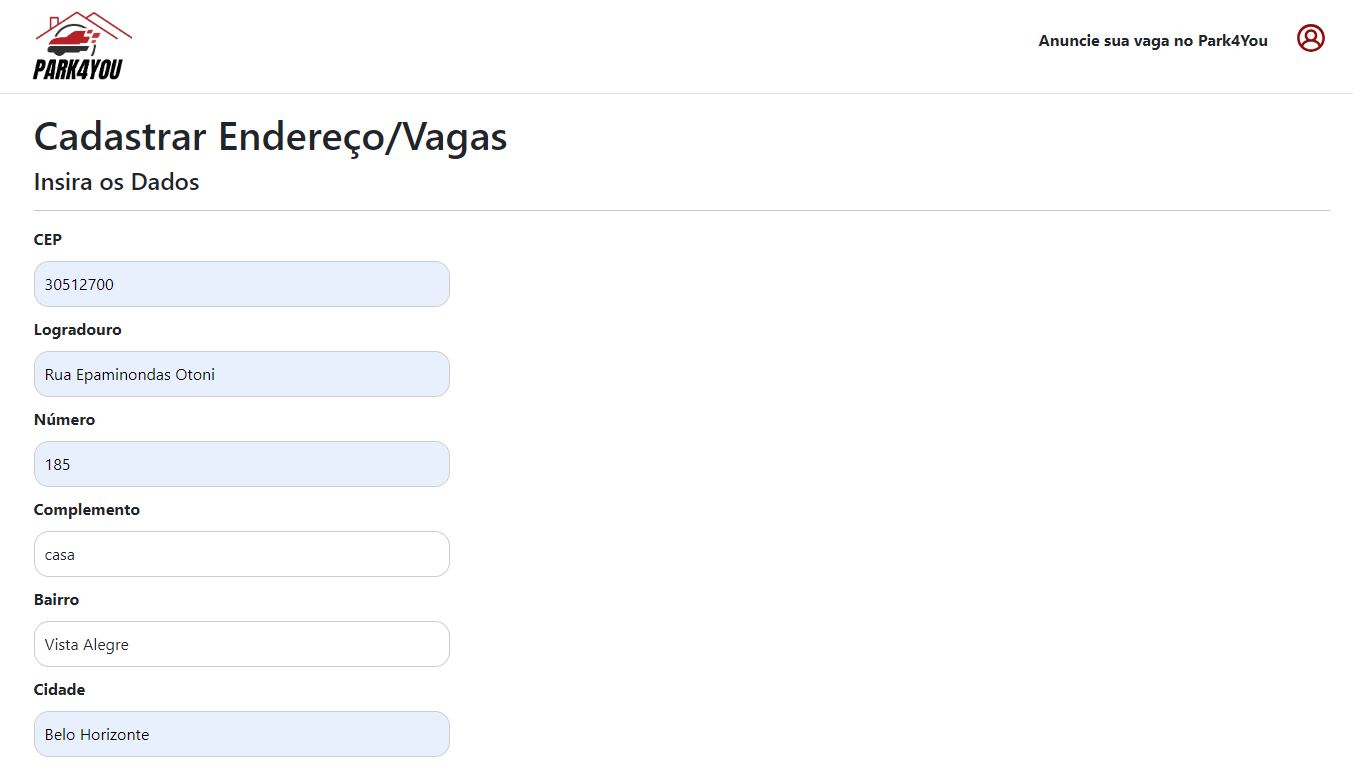 PARK4YOU
Anuncie sua vaga no Park4You
Cadastrar Endereço/Vagas
Insira os Dados
CEP
30512700
Logradouro
Rua Epaminondas Otoni
Número
185
Complemento
casa
Bairro
Vista Alegre
Cidade
Belo Horizonte